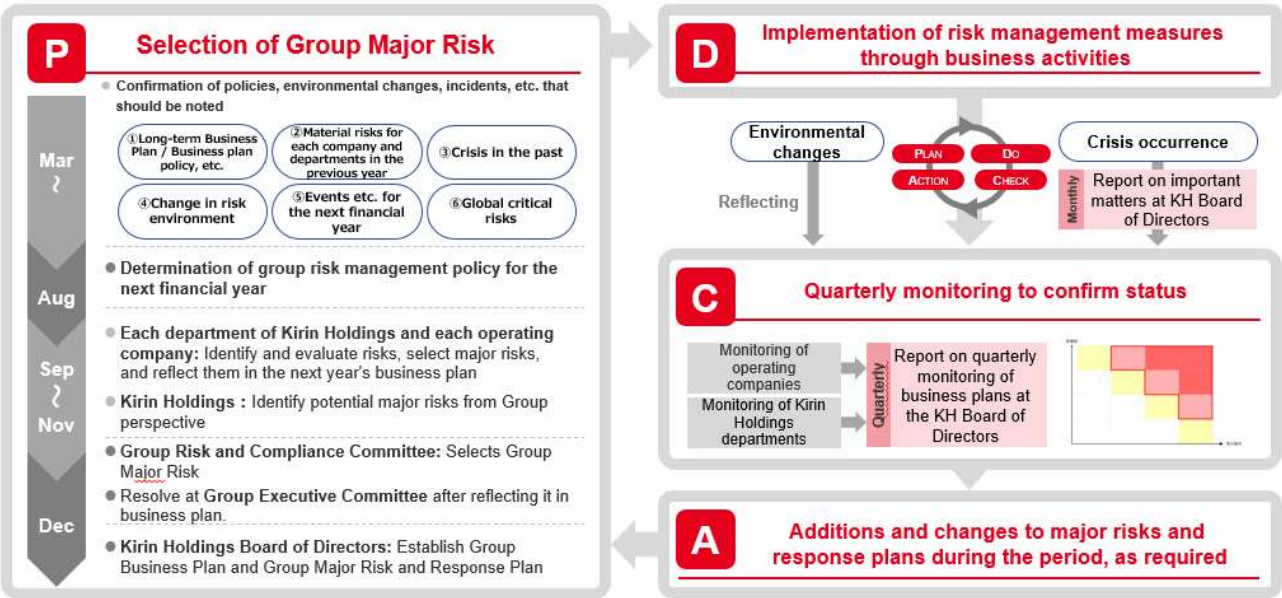 P
Selection of Group Major Risk
Confirmation of policies, environmental changes, incidents, etc. that
should be noted
Mar
~
①Long-term Business
Plan / Business plan
policy, etc.
②Material risks for
each company and
departments in the
previous year
③Crisis in the past
④Change in risk
environment
⑤Events etc. for
the next financial
year
⑥Global critical
risks
Aug
Determination of group risk management policy for the
next financial year
Sep
~
Nov
Each department of Kirin Holdings and each operating
company: Identify and evaluate risks, select major risks,
and reflect them in the next year's business plan
Kirin Holdings : Identify potential major risks from Group
perspective
Group Risk and Compliance Committee: Selects Group
Major Risk
Dec
Resolve at Group Executive Committee after reflecting it in
business plan.
Kirin Holdings Board of Directors: Establish Group
Business Plan and Group Major Risk and Response Plan
D
Implementation of risk management measures
through business activities
Environmental
changes
Reflecting
PLAN
DO
ACTION
CHECK
Crisis occurrence
Monthly
Report on important
matters at KH Board
of Directors
C
Quarterly monitoring to confirm status
Monitoring of
operating
companies
Monitoring of Kirin
Holdings
departments
Quarterly
Report on quarterly
monitoring of
business plans at
the KH Board of
Directors
A
Additions and changes to major risks and
response plans during the period, as required